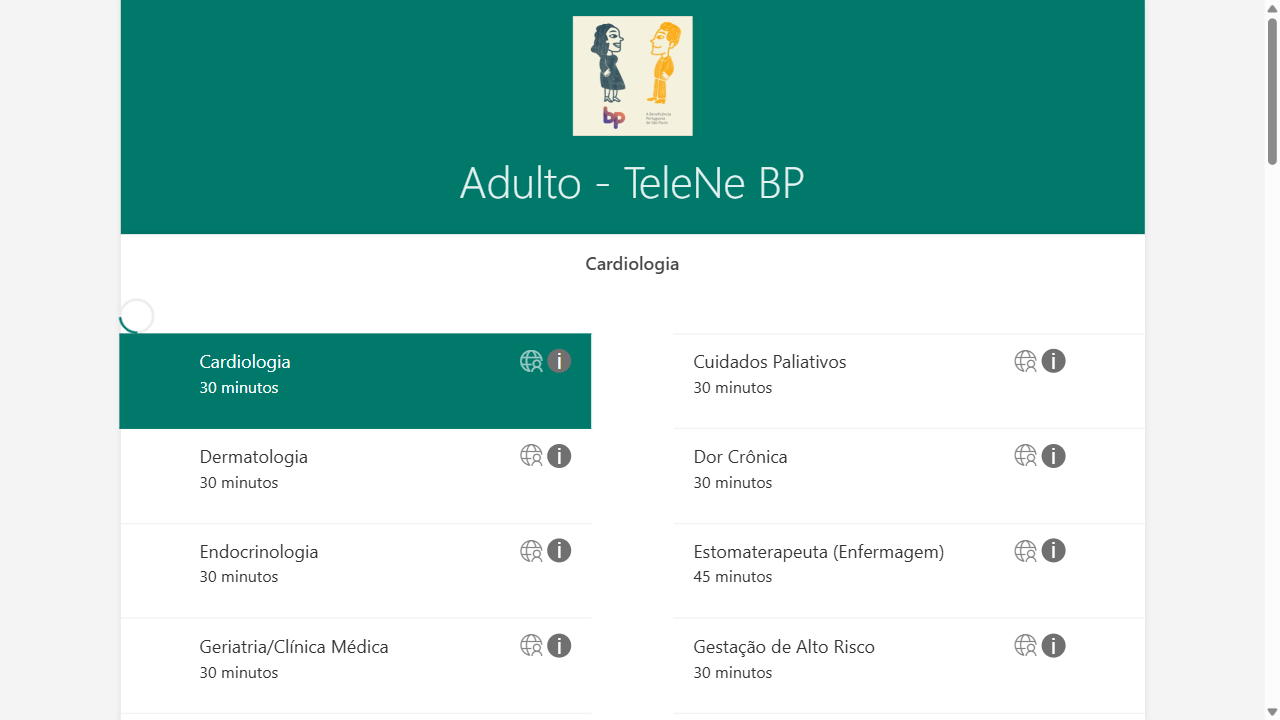 bp
A Beneficência
Portuguesa
de São Paulo
Adulto - TeleNe BP
Cardiologia
Cardiologia
30 minutos
Cuidados Paliativos
30 minutos
Dermatologia
30 minutos
Dor Crônica
30 minutos
Endocrinologia
30 minutos
Estomaterapeuta (Enfermagem)
45 minutos
Geriatria/Clínica Médica
30 minutos
Gestação de Alto Risco
30 minutos